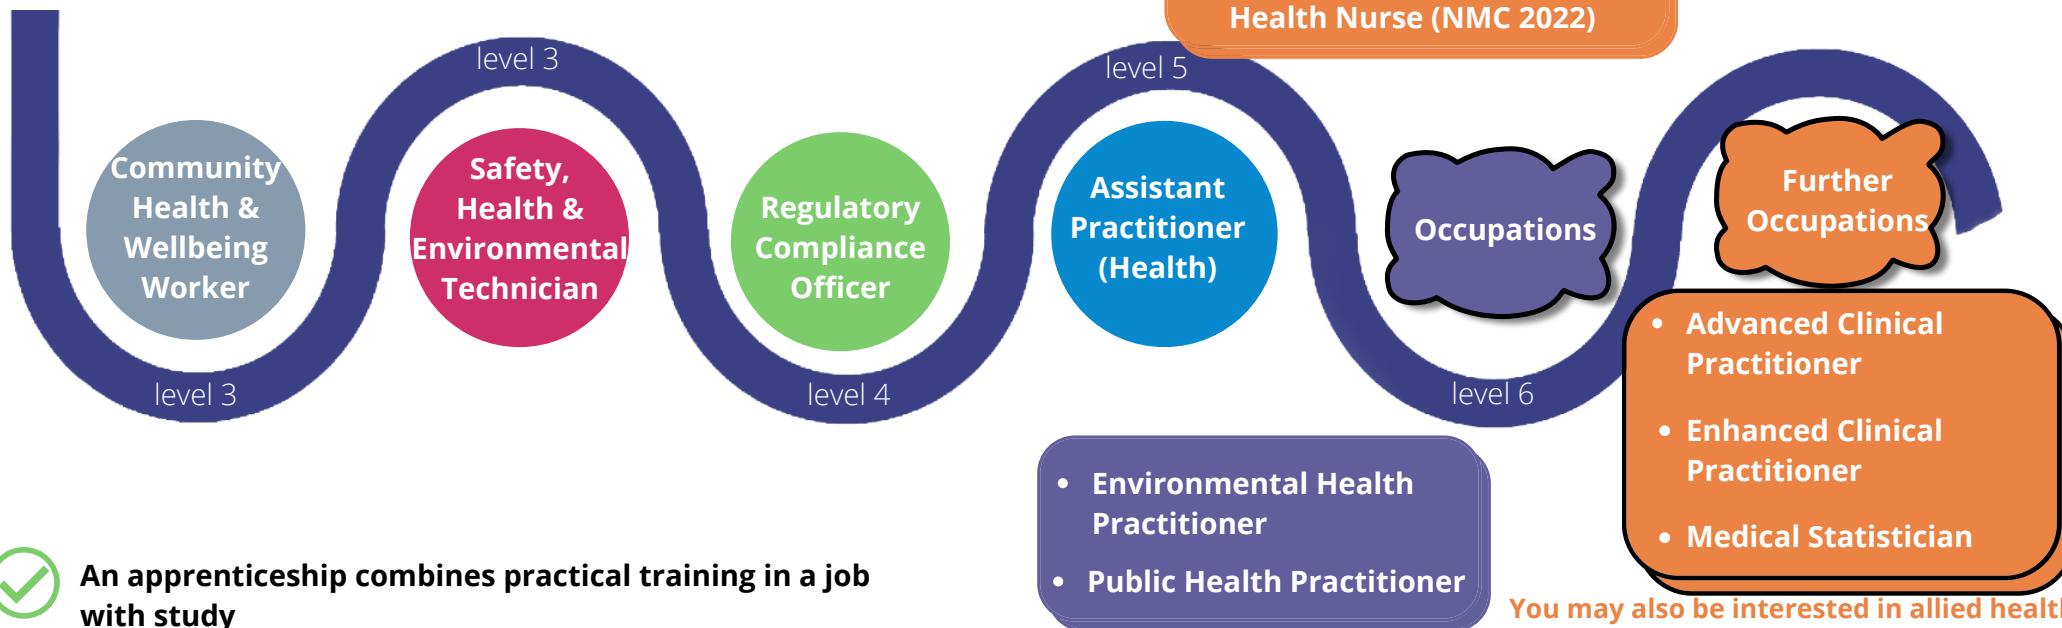 Health Nurse (NMC 2022)
level 3
level 5
Community
Health &
Wellbeing
Worker
Safety,
Health &
Environmental
Technician
Regulatory
Compliance
Officer
Assistant
Practitioner
(Health)
Occupations
Further
Occupations
level 3
level 4
level 6
• Advanced Clinical
Practitioner
• Enhanced Clinical
Practitioner
• Medical Statistician
• Environmental Health
Practitioner
• Public Health Practitioner
An apprenticeship combines practical training in a job
with study
You may also be interested in allied health